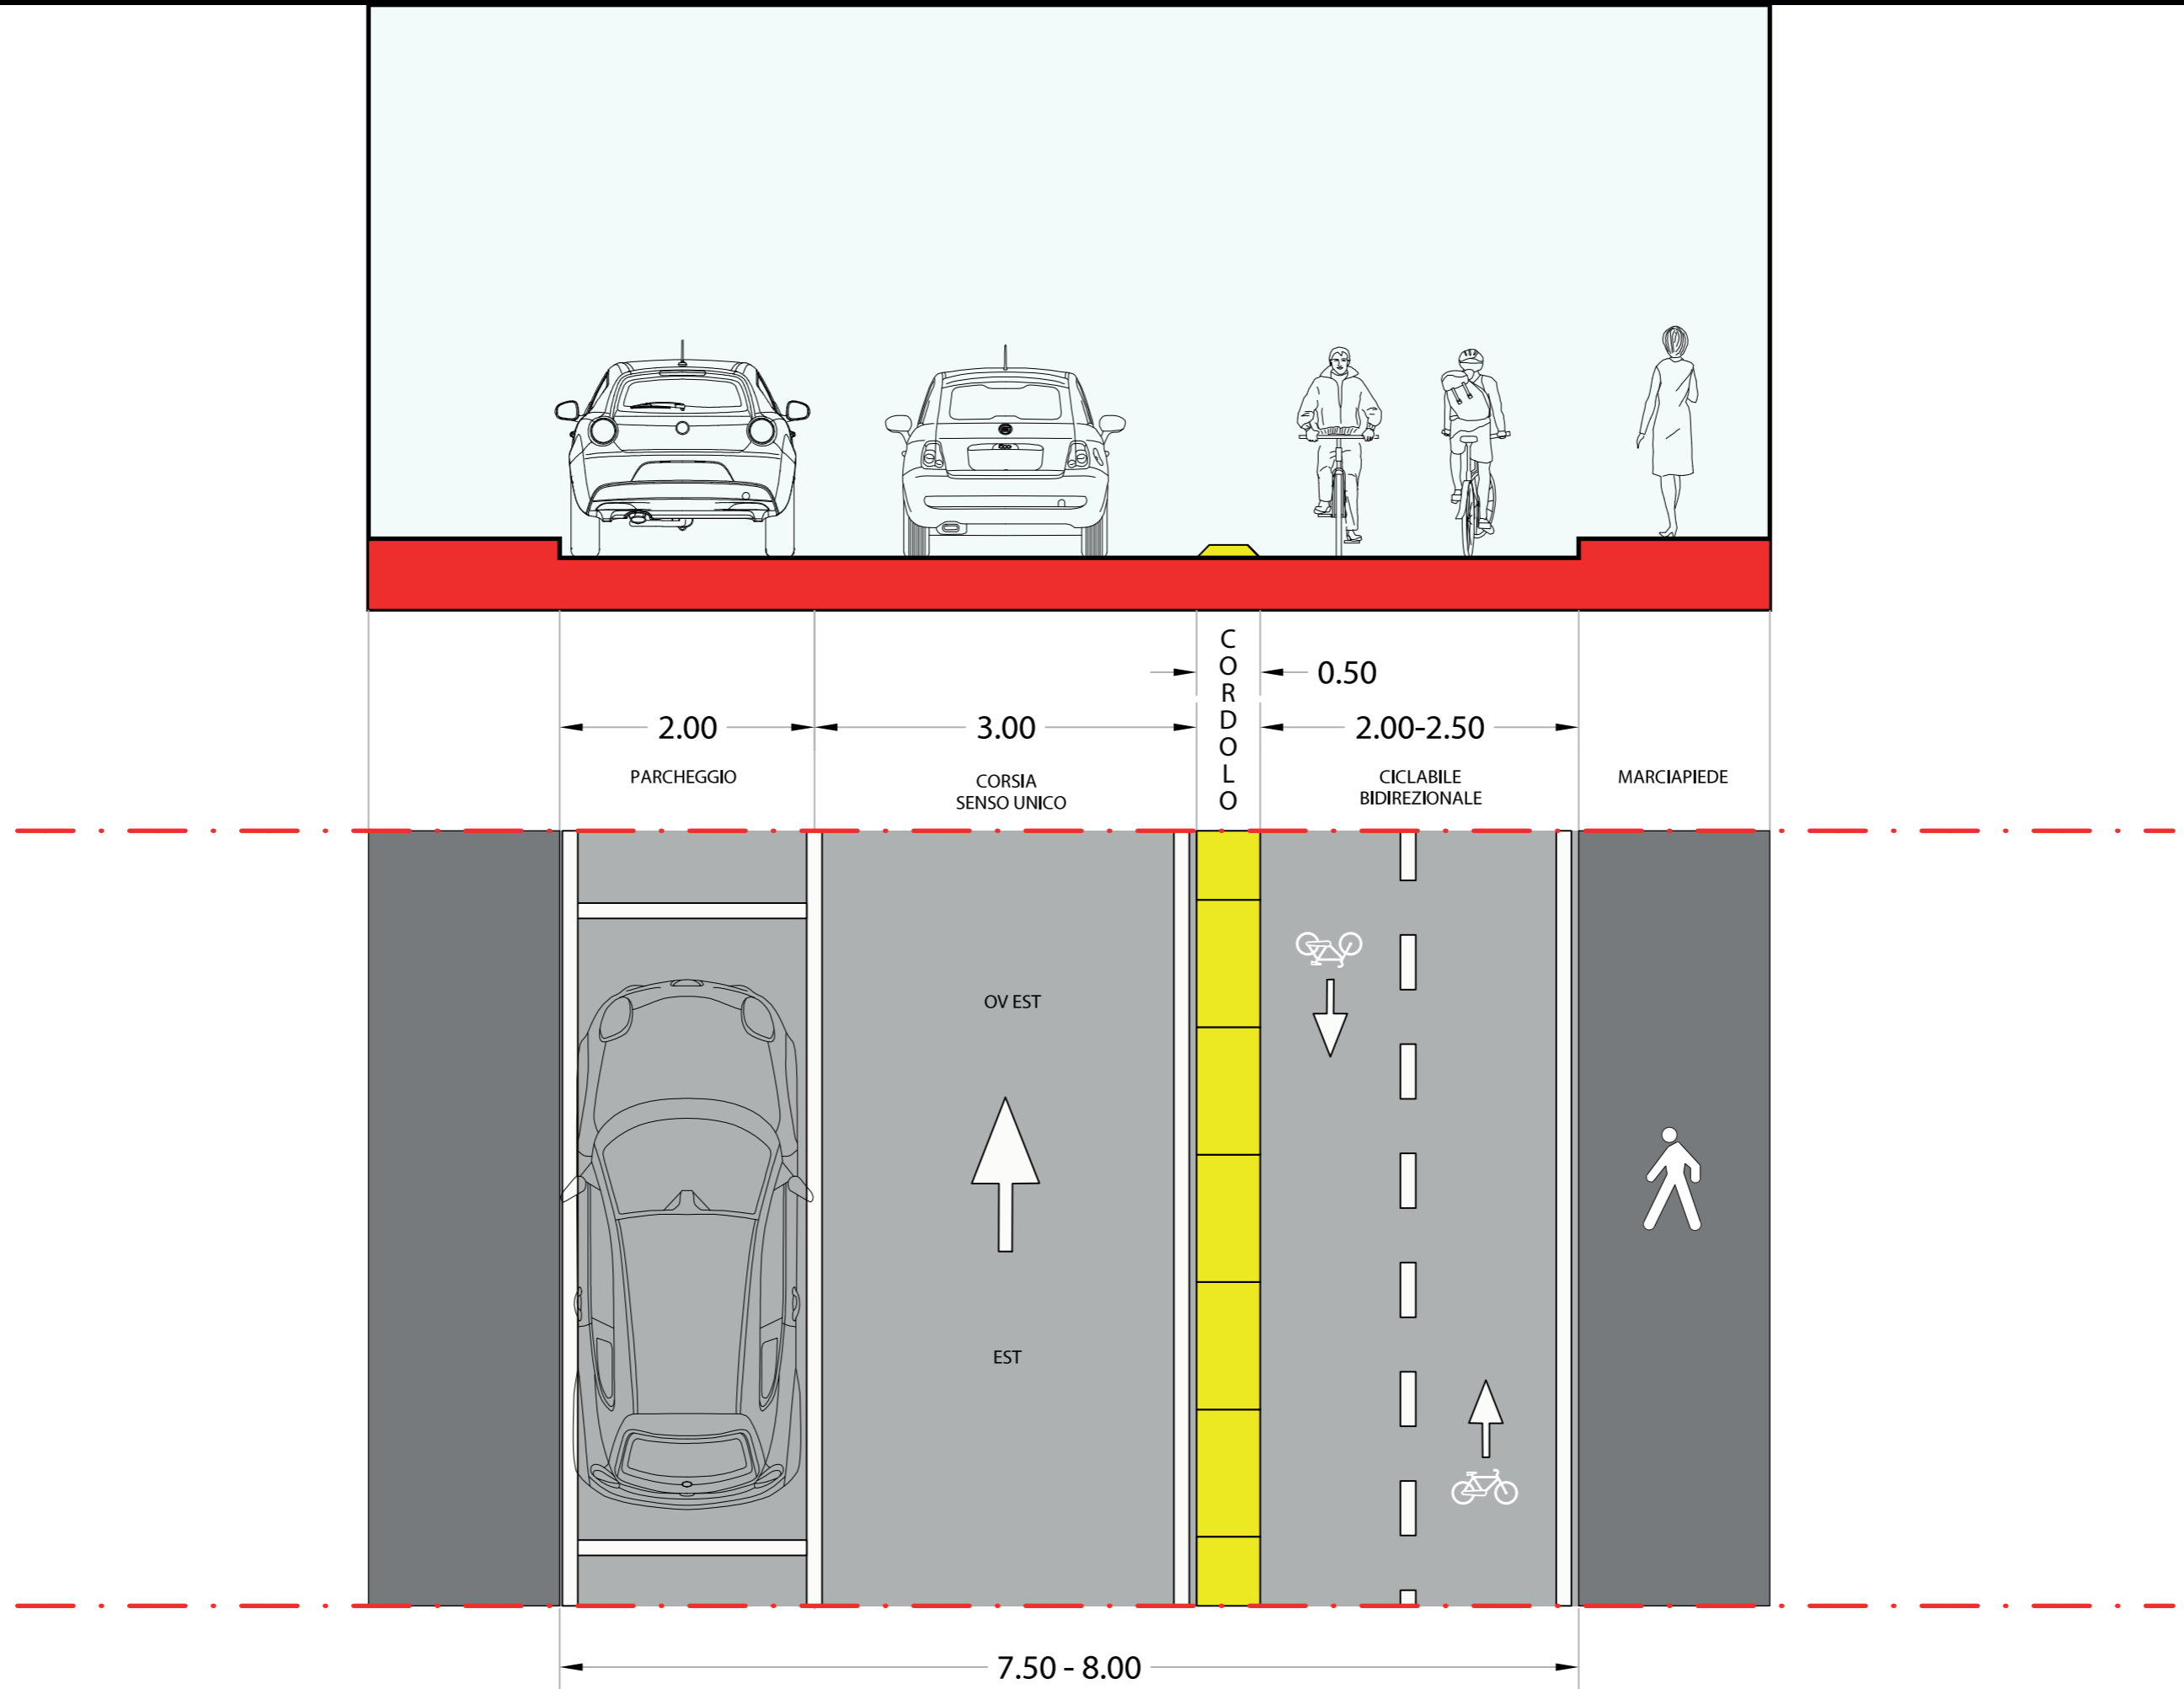 CORDOLO
0.50
2.00
3.00
2.00-2.50
PARCHEGGIO
CORSIA
SENSO UNICO
CICLABILE
BIDIREZIONALE
MARCIAPIEDE
OV EST
EST
7.50 - 8.00